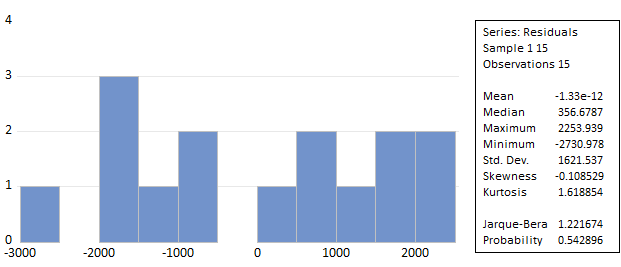 4
3
2
1
0
-3000 -2000 -1000 0 1000 2000
Series: Residuals
Sample 1 15
Observations 15
Mean -1.33e-12
Median 356.6787
Maximum 2253.939
Minimum -2730.978
Std. Dev. 1621.537
Skewness -0.108529
Kurtosis 1.618854
Jarque-Bera 1.221674
Probability 0.542896